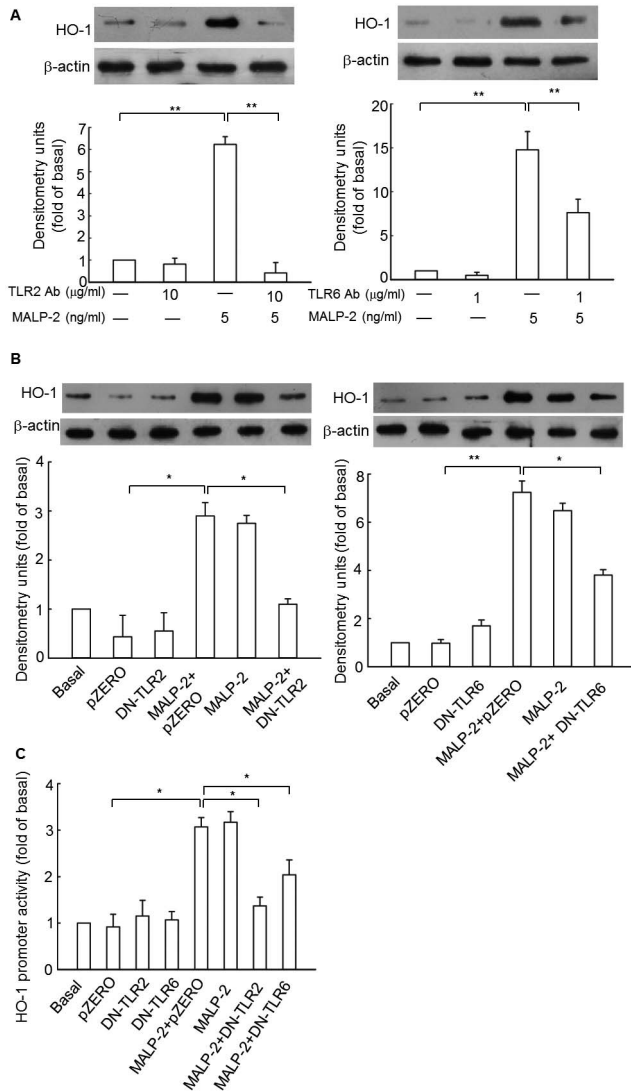 A
HO-1
β-actin
**
**
Densitometry units
(fold of basal)
7
6
5
4
3
2
1
0
TLR2 Ab (μg/ml) — 10 — 10
MALP-2 (ng/ml) — — 5 5
HO-1
β-actin
**
**
Densitometry units
(fold of basal)
20
15
10
5
0
TLR6 Ab (μg/ml) — 1 — 1
MALP-2 (ng/ml) — — 5 5
B
HO-1
β-actin
*
*
Densitometry units (fold of basal)
4
3
2
1
0
Basal
pZERO
DN-TLR2
MALP-2+
pZERO
MALP-2
MALP-2+
DN-TLR2
HO-1
β-actin
**
*
Densitometry units (fold of basal)
8
6
4
2
0
Basal
pZERO
DN-TLR6
MALP-2+pZERO
MALP-2
MALP-2+ DN-TLR6
C
*
*
*
HO-1 promoter activity (fold of basal)
4
3
2
1
0
Basal
pZERO
DN-TLR2
DN-TLR6
MALP-2+pZERO
MALP-2
MALP-2+DN-TLR2
MALP-2+DN-TLR6